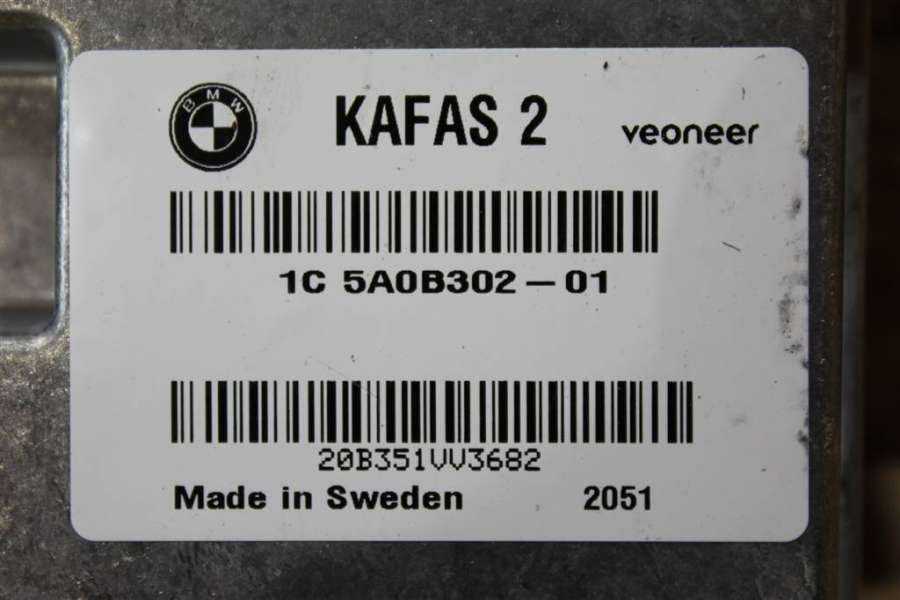 BMW
KAFAS 2
veoneer
1C 5A0B302-01
20B351VV3682
Made in Sweden 2051